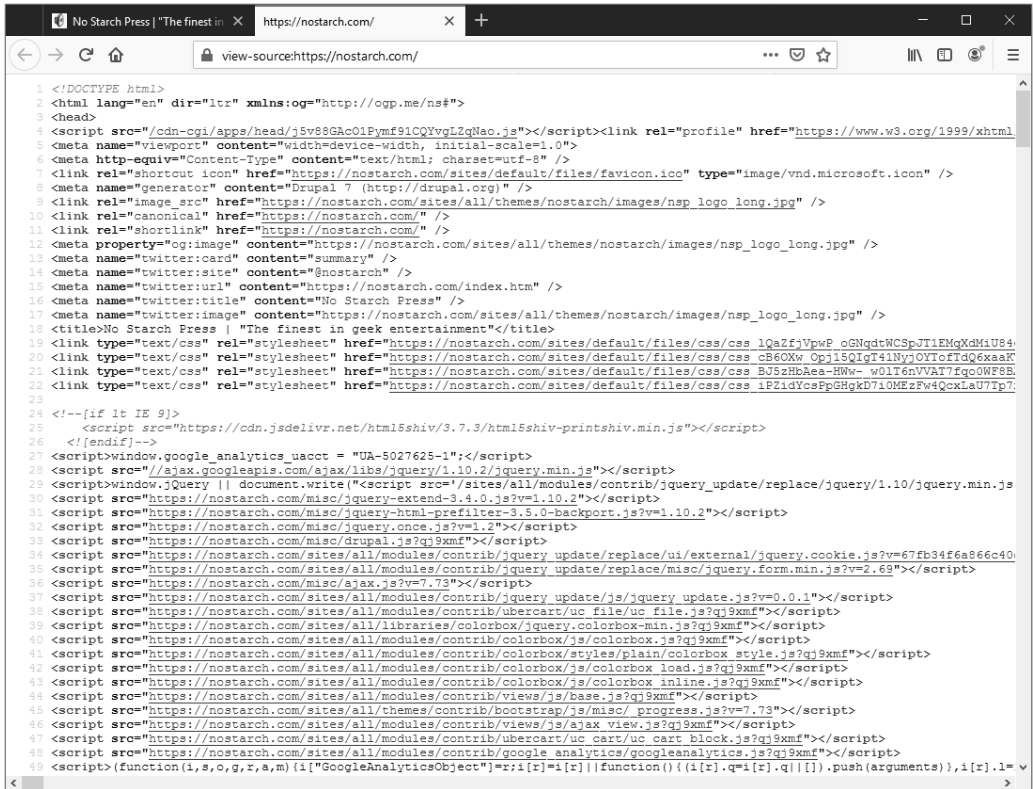 No Starch Press | "The finest in
https://nostarch.com/
view-source:https://nostarch.com/
1 <!DOCTYPE html>
2 <html lang="en" dir="ltr" xmlns:og="http://ogp.me/ns#">
3 <head>
4 <script src="/cdn-cgi/apps/head/j5v88GAcO1Pymf91CQYvgLZqNao.js"></script><link rel="profile" href="https://www.w3.org/1999/xhtml
5 <meta name="viewport" content="width=device-width, initial-scale=1.0">
6 <meta http-equiv="Content-Type" content="text/html; charset=utf-8" />
7 <link rel="shortcut icon" href="https://nostarch.com/sites/default/files/favicon.ico" type="image/vnd.microsoft.icon" />
8 <meta name="generator" content="Drupal 7 (http://drupal.org)" />
9 <link rel="image_src" href="https://nostarch.com/sites/all/themes/nostarch/images/nsp_logo_long.jpg" />
10 <link rel="canonical" href="https://nostarch.com/" />
11 <link rel="shortlink" href="https://nostarch.com/" />
12 <meta property="og:image" content="https://nostarch.com/sites/all/themes/nostarch/images/nsp_logo_long.jpg" />
13 <meta name="twitter:card" content="summary" />
14 <meta name="twitter:site" content="@nostarch" />
15 <meta name="twitter:url" content="https://nostarch.com/index.htm" />
16 <meta name="twitter:title" content="No Starch Press" />
17 <meta name="twitter:image" content="https://nostarch.com/sites/all/themes/nostarch/images/nsp_logo_long.jpg" />
18 <title>No Starch Press | "The finest in geek entertainment"</title>
19 <link type="text/css" rel="stylesheet" href="https://nostarch.com/sites/default/files/css/css_lQaZfjVpwP_oGNqdtWCSpJT1EMqXdMiU84
20 <link type="text/css" rel="stylesheet" href="https://nostarch.com/sites/default/files/css/css_cB6OXw_Opj15QIgT41NyjOYTofTdQ6xaaK
21 <link type="text/css" rel="stylesheet" href="https://nostarch.com/sites/default/files/css/css_BJ5zHbAea-HWw-_w0lT6nVVAT7fqo0WF8B
22 <link type="text/css" rel="stylesheet" href="https://nostarch.com/sites/default/files/css/css_iPZidYcsPpGHgkD7i0MEzFw4QcxLaU7Tp7
23
24 <!--[if lt IE 9]>
25 <script src="https://cdn.jsdelivr.net/html5shiv/3.7.3/html5shiv-printshiv.min.js"></script>
26 <![endif]-->
27 <script>window.google_analytics_uacct = "UA-5027625-1";</script>
28 <script src="//ajax.googleapis.com/ajax/libs/jquery/1.10.2/jquery.min.js"></script>
29 <script>window.jQuery || document.write("<script src='/sites/all/modules/contrib/jquery_update/replace/jquery/1.10/jquery.min.js
30 <script src="https://nostarch.com/misc/jquery-extend-3.4.0.js?v=1.10.2"></script>
31 <script src="https://nostarch.com/misc/jquery-html-prefilter-3.5.0-backport.js?v=1.10.2"></script>
32 <script src="https://nostarch.com/misc/jquery.once.js?v=1.2"></script>
33 <script src="https://nostarch.com/misc/drupal.js?qj9xmf"></script>
34 <script src="https://nostarch.com/sites/all/modules/contrib/jquery_update/replace/ui/external/jquery.cookie.js?v=67fb34f6a866c40
35 <script src="https://nostarch.com/sites/all/modules/contrib/jquery_update/replace/misc/jquery.form.min.js?v=2.69"></script>
36 <script src="https://nostarch.com/misc/ajax.js?v=7.73"></script>
37 <script src="https://nostarch.com/sites/all/modules/contrib/jquery_update/js/jquery_update.js?v=0.0.1"></script>
38 <script src="https://nostarch.com/sites/all/modules/contrib/ubercart/uc_file/uc_file.js?qj9xmf"></script>
39 <script src="https://nostarch.com/sites/all/libraries/colorbox/jquery.colorbox-min.js?qj9xmf"></script>
40 <script src="https://nostarch.com/sites/all/modules/contrib/colorbox/js/colorbox.js?qj9xmf"></script>
41 <script src="https://nostarch.com/sites/all/modules/contrib/colorbox/styles/plain/colorbox_style.js?qj9xmf"></script>
42 <script src="https://nostarch.com/sites/all/modules/contrib/colorbox/js/colorbox_load.js?qj9xmf"></script>
43 <script src="https://nostarch.com/sites/all/modules/contrib/colorbox/js/colorbox_inline.js?qj9xmf"></script>
44 <script src="https://nostarch.com/sites/all/modules/contrib/views/js/base.js?qj9xmf"></script>
45 <script src="https://nostarch.com/sites/all/themes/contrib/bootstrap/js/misc/_progress.js?v=7.73"></script>
46 <script src="https://nostarch.com/sites/all/modules/contrib/views/js/ajax_view.js?qj9xmf"></script>
47 <script src="https://nostarch.com/sites/all/modules/contrib/ubercart/uc_cart/uc_cart_block.js?qj9xmf"></script>
48 <script src="https://nostarch.com/sites/all/modules/contrib/google_analytics/googleanalytics.js?qj9xmf"></script>
49 <script>(function(i,s,o,g,r,a,m){i["GoogleAnalyticsObject"]=r;i[r]=i[r]||function(){(i[r].q=i[r].q||[]).push(arguments)},i[r].l=